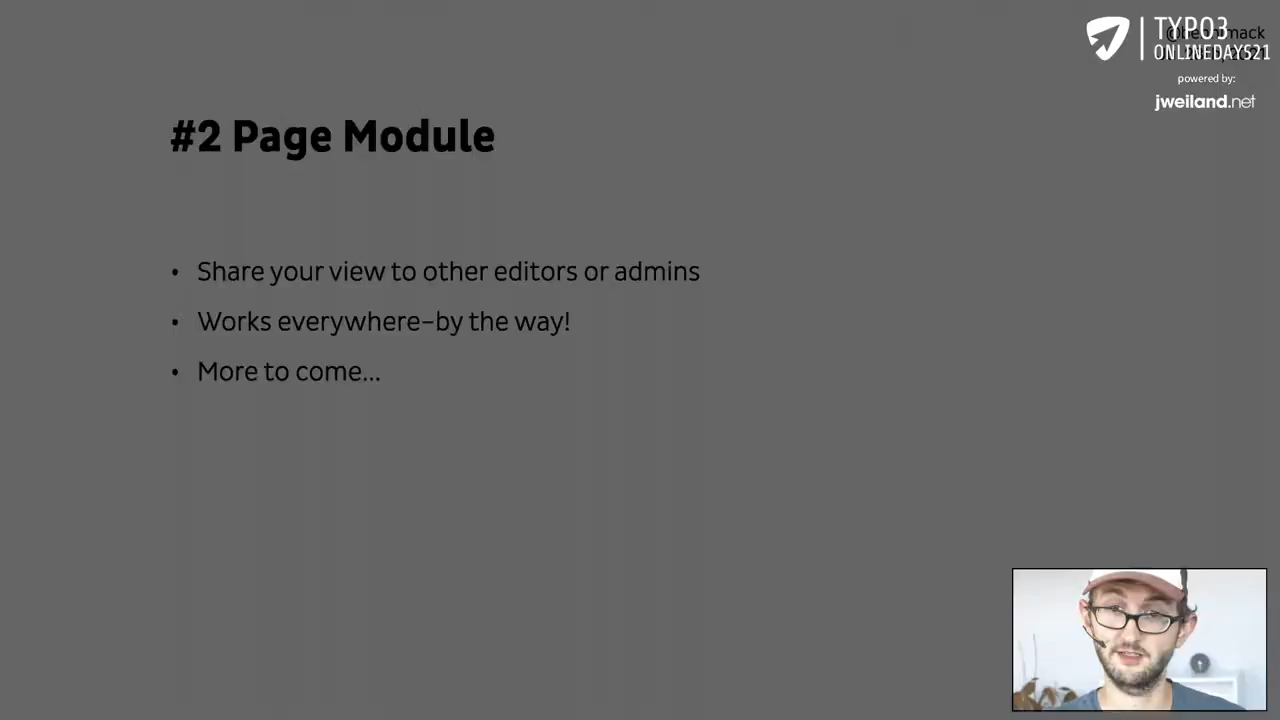 TYPO3
ONLINEDAYS21
powered by:
jweiland.net
#2 Page Module
• Share your view to other editors or admins
• Works everywhere–by the way!
• More to come...